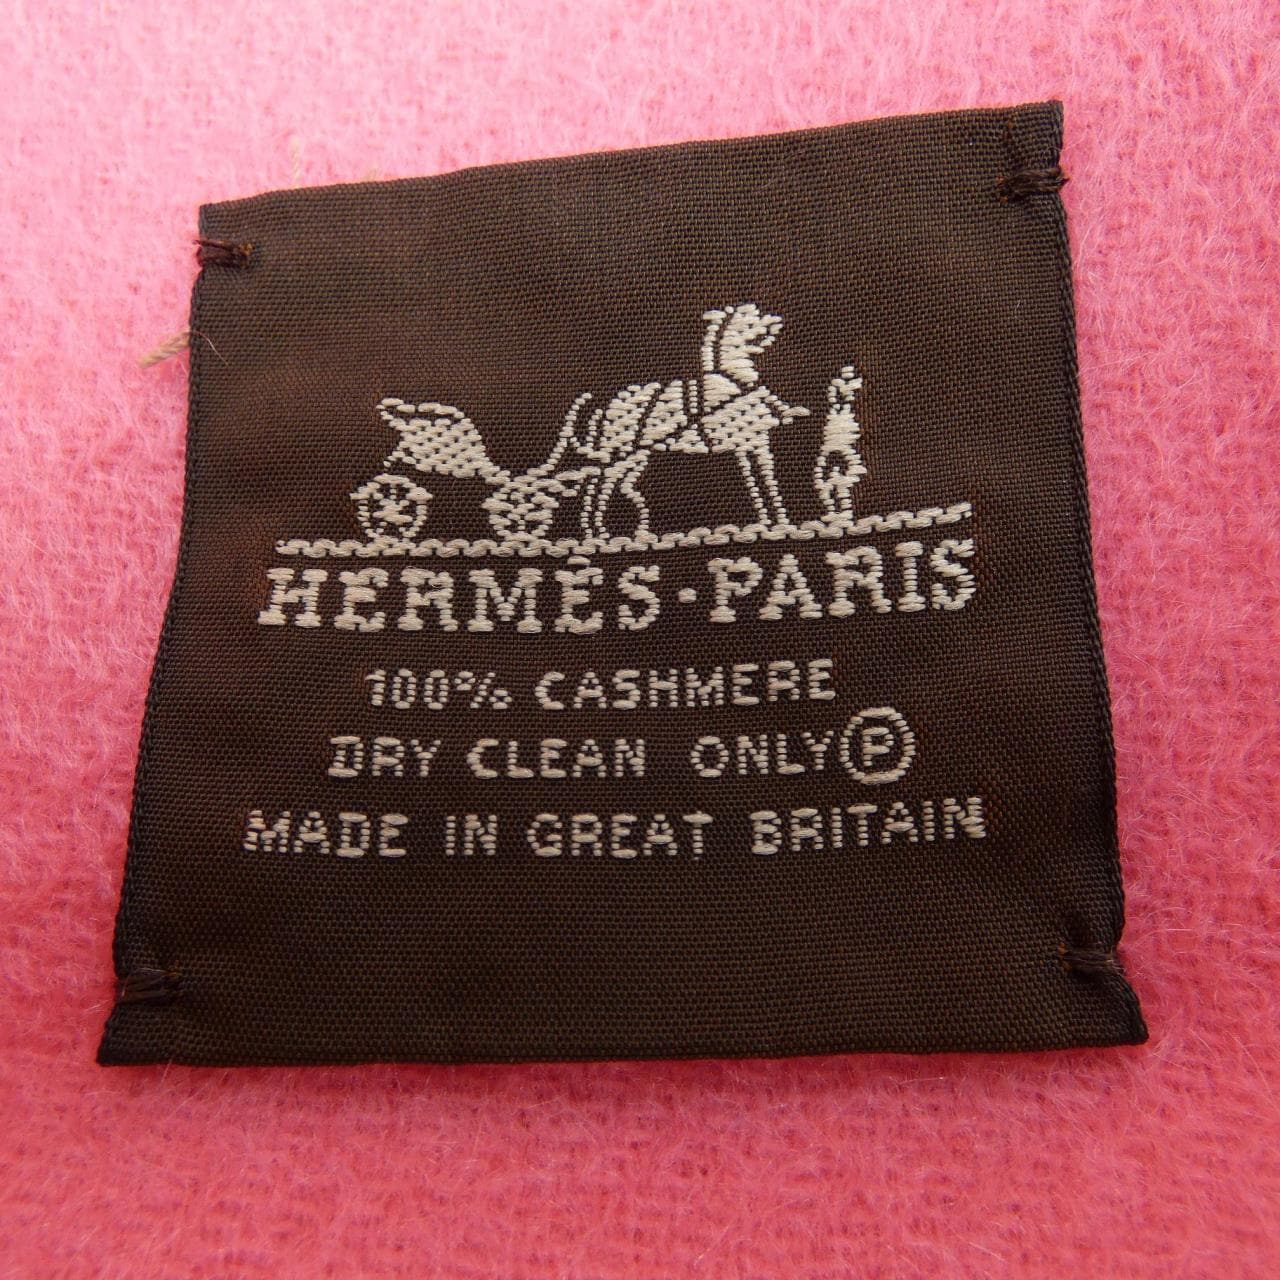 HERMÈS·PARIS
100% CASHMERE
DRY CLEAN ONLY Ⓟ
MADE IN GREAT BRITAIN